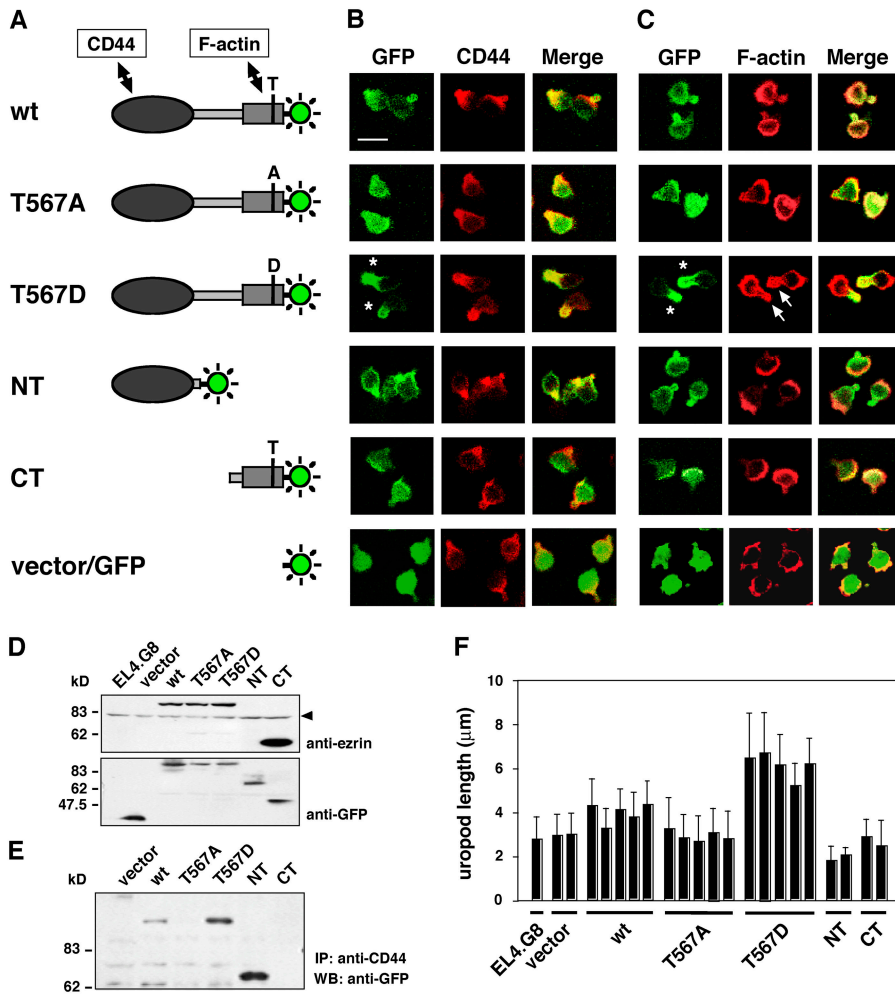 A
B
C
CD44
F-actin
GFP
CD44
Merge
GFP
F-actin
Merge
T
wt
A
T567A
D
T567D
*
*
*
*
NT
T
CT
vector/GFP
D
kD
EL4.G8
vector
wt
T567A
T567D
NT
CT
83
62
anti-ezrin
83
62
47.5
anti-GFP
E
kD
vector
wt
T567A
T567D
NT
CT
83
62
IP: anti-CD44
WB: anti-GFP
F
uropod length (μm)
10
8
6
4
2
0
EL4.G8
vector
wt
T567A
T567D
NT
CT